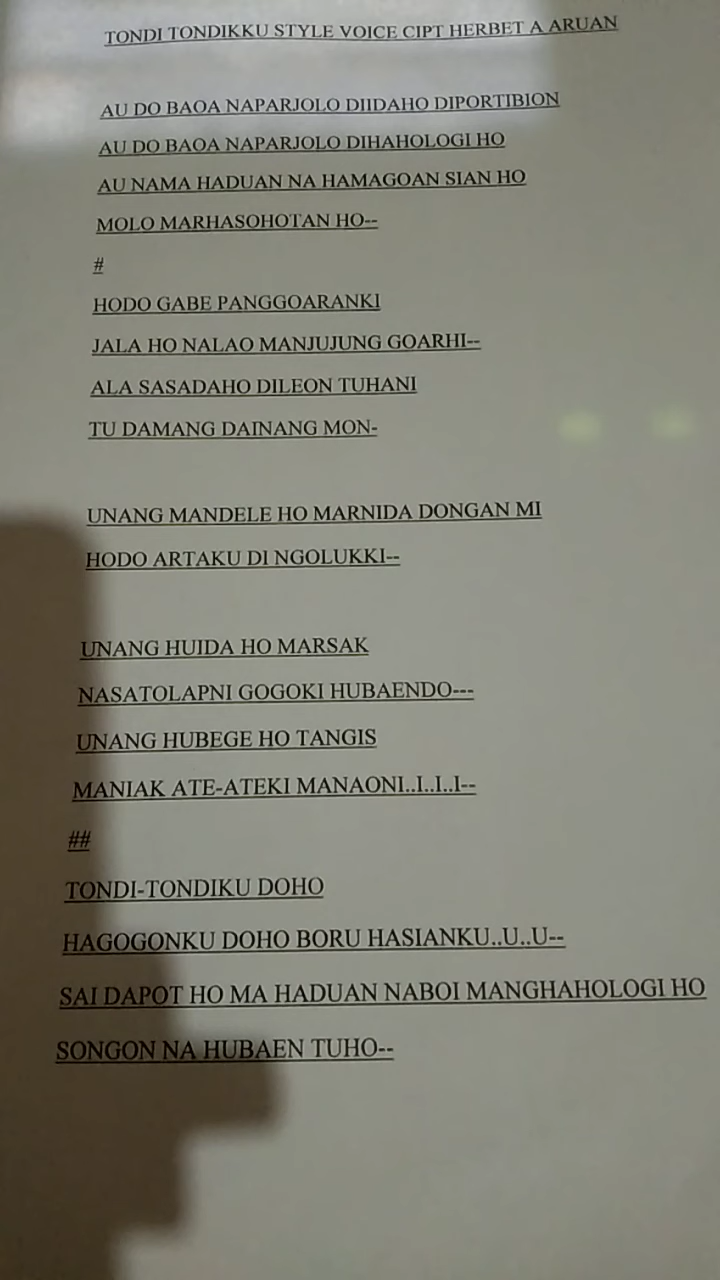 TONDI TONDIKKU STYLE VOICE CIPT HERBET A ARUAN
AU DO BAOA NAPARJOLO DIIDAHO DIPORTIBION
AU DO BAOA NAPARJOLO DIHAHOLOGI HO
AU NAMA HADUAN NA HAMAGOAN SIAN HO
MOLO MARHASOHOTAN HO--
#
HODO GABE PANGGOARANKI
JALA HO NALAO MANJUJUNG GOARHI--
ALA SASADAHO DILEON TUHANI
TU DAMANG DAINANG MON-
UNANG MANDELE HO MARNIDA DONGAN MI
HODO ARTAKU DI NGOLUKKI--
UNANG HUIDA HO MARSAK
NASATOLAPNI GOGOKI HUBAENDO---
UNANG HUBEGE HO TANGIS
MANIAK ATE-ATEKI MANAONI..I..I..I--
##
TONDI-TONDIKU DOHO
HAGOGONKU DOHO BORU HASIANKU..U..U--
SAI DAPOT HO MA HADUAN NABOI MANGHAHOLOGI HO
SONGON NA HUBAEN TUHO--